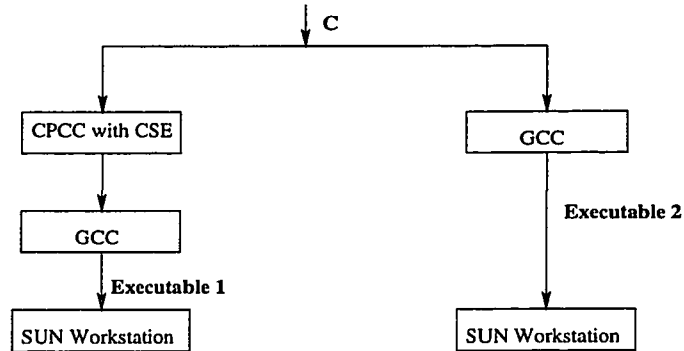 C
CPCC with CSE
GCC
GCC
Executable 2
Executable 1
SUN Workstation
SUN Workstation